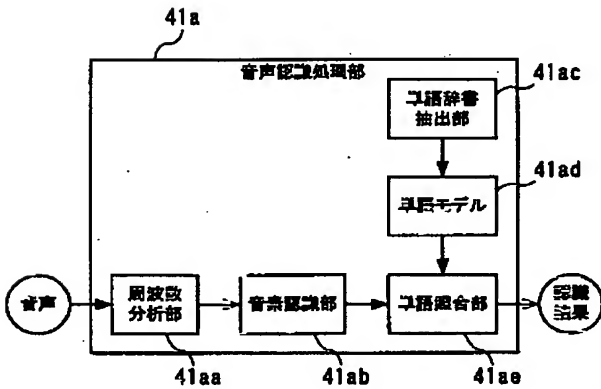 41a
音声認識処理部
単語辞書
抽出部
41ac
単語モデル
41ad
音声
周波数
分析部
音素認識部
単語照合部
認識
結果
41aa
41ab
41ae